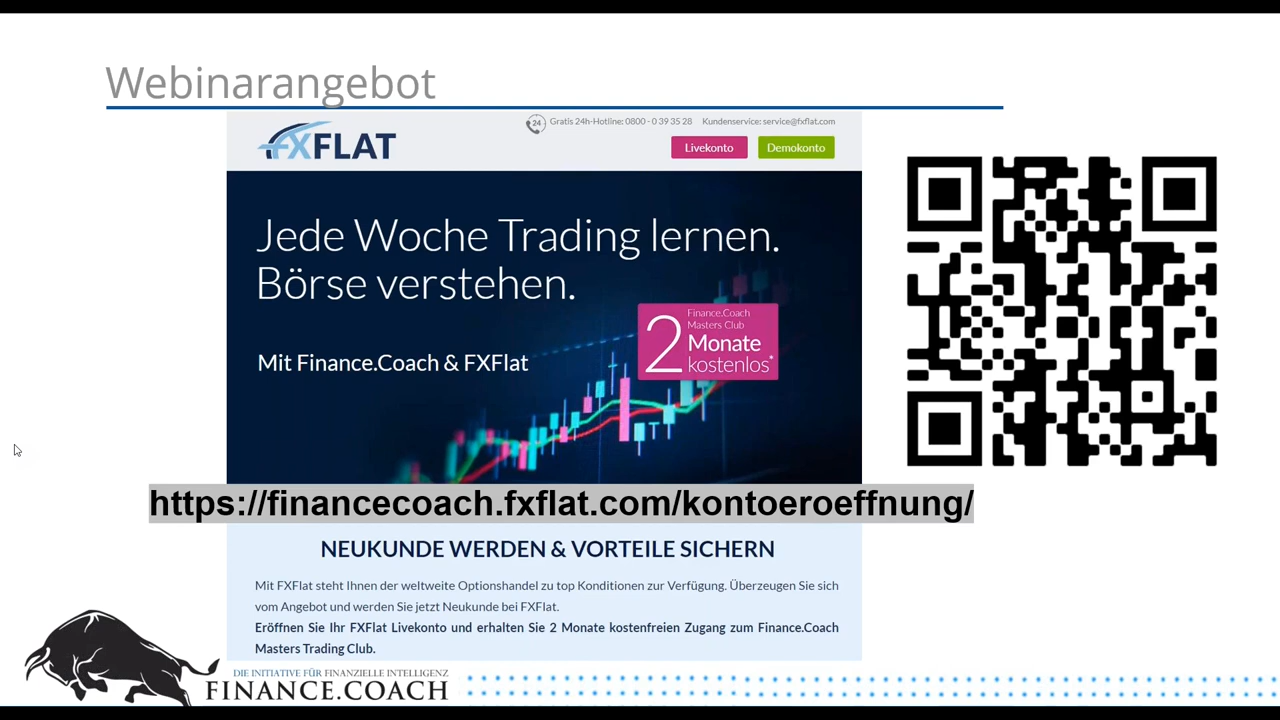 Webinarangebot
FXFLAT
24
Gratis 24h-Hotline: 0800 - 0 39 35 28 Kundenservice: service@fxflat.com
Livekonto Demokonto
Jede Woche Trading lernen.
Börse verstehen.
Mit Finance.Coach & FXFlat
2
Finance.Coach
Masters Club
Monate
kostenlos*
https://financecoach.fxflat.com/kontoeroeffnung/
NEUKUNDE WERDEN & VORTEILE SICHERN
Mit FXFlat steht Ihnen der weltweite Optionshandel zu top Konditionen zur Verfügung. Überzeugen Sie sich
vom Angebot und werden Sie jetzt Neukunde bei FXFlat.
Eröffnen Sie Ihr FXFlat Livekonto und erhalten Sie 2 Monate kostenfreien Zugang zum Finance.Coach
Masters Trading Club.
DIE INITIATIVE FÜR FINANZIELLE INTELLIGENZ
FINANCE.COACH